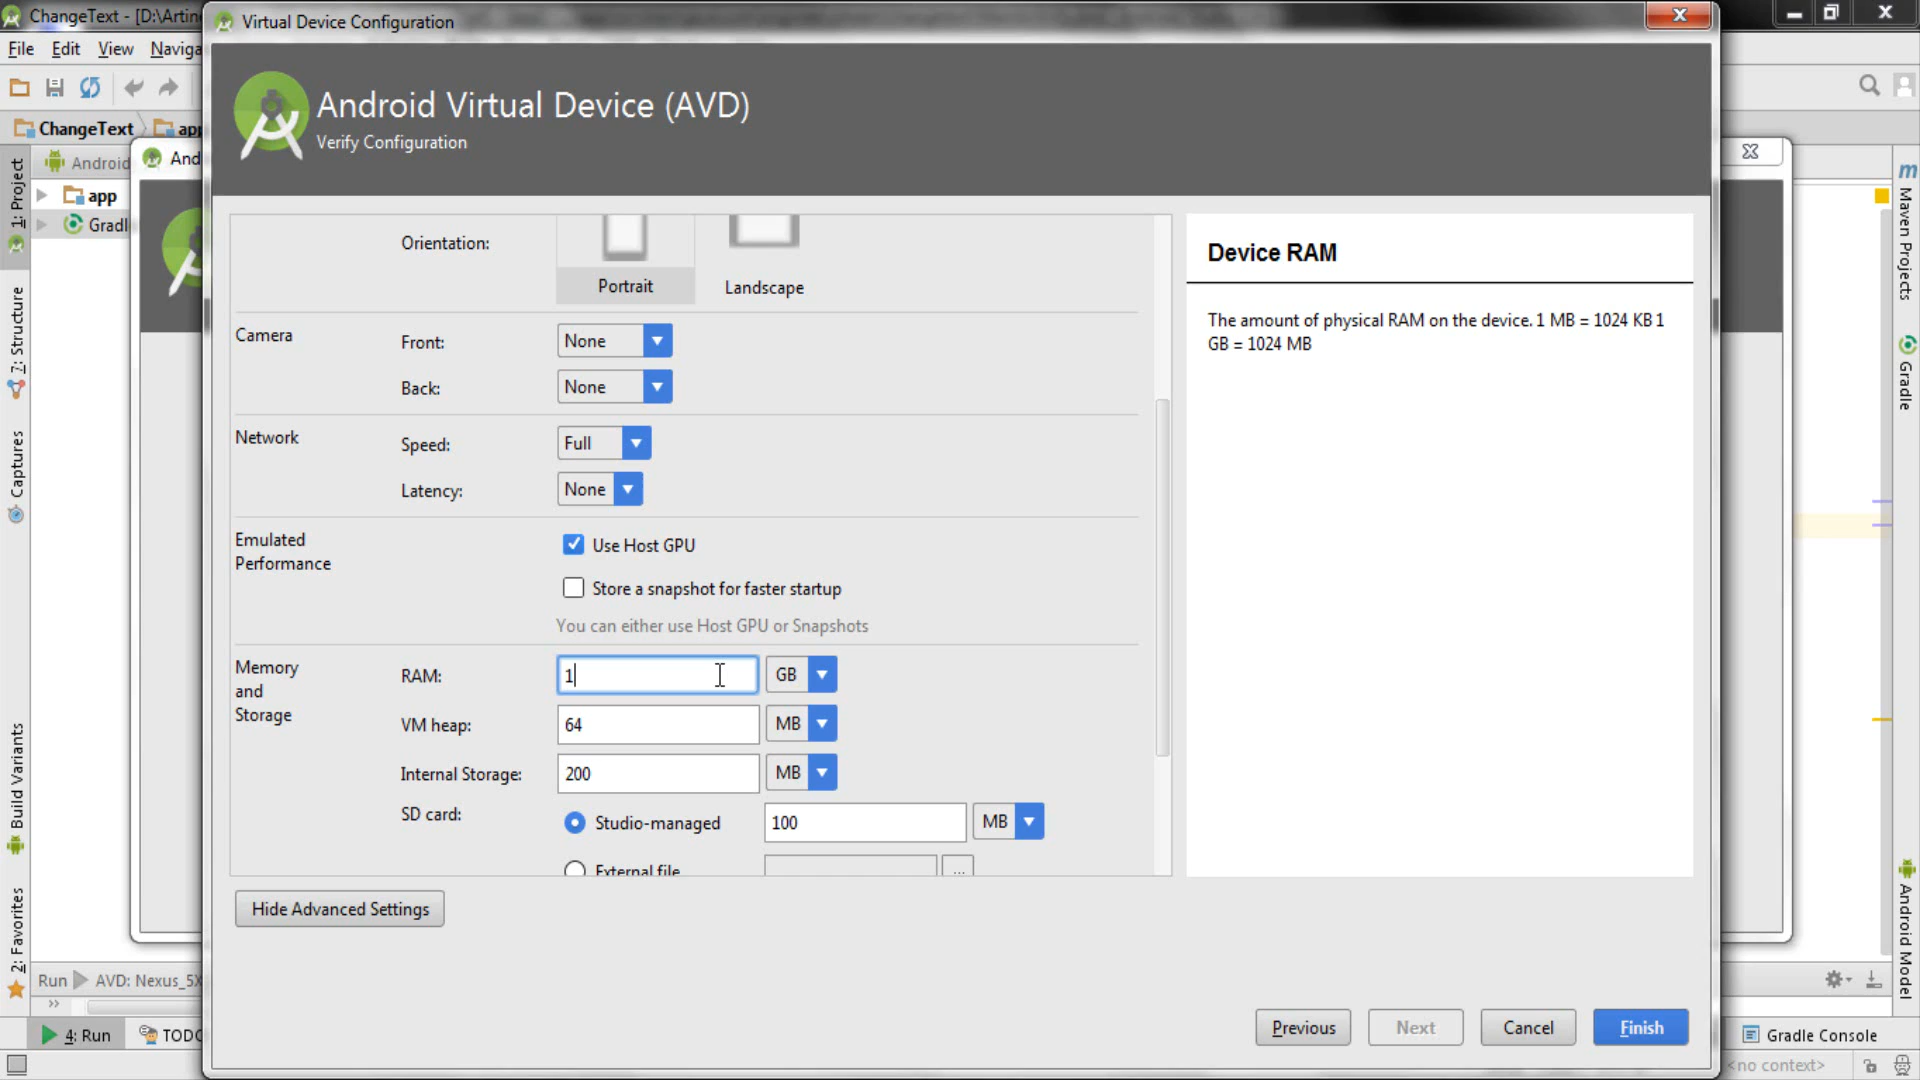 ChangeText - [D:\Artin
Virtual Device Configuration
File Edit View Naviga
Android Virtual Device (AVD)
Verify Configuration
ChangeText app
Android
And
1: Project
app
Gradl
7: Structure
Captures
Build Variants
2: Favorites
Orientation:
Portrait
Landscape
Camera
Front:
None
Back:
None
Network
Speed:
Full
Latency:
None
Emulated
Performance
Use Host GPU
Store a snapshot for faster startup
You can either use Host GPU or Snapshots
Memory
and
Storage
RAM:
1
GB
VM heap:
64
MB
Internal Storage:
200
MB
SD card:
Studio-managed
100
MB
External file
...
Hide Advanced Settings
Device RAM
The amount of physical RAM on the device. 1 MB = 1024 KB 1
GB = 1024 MB
m
Maven Projects
Gradle
Android Model
Run AVD: Nexus_5X
Previous
Next
Cancel
Finish
4: Run
TODO
Gradle Console
<no context>